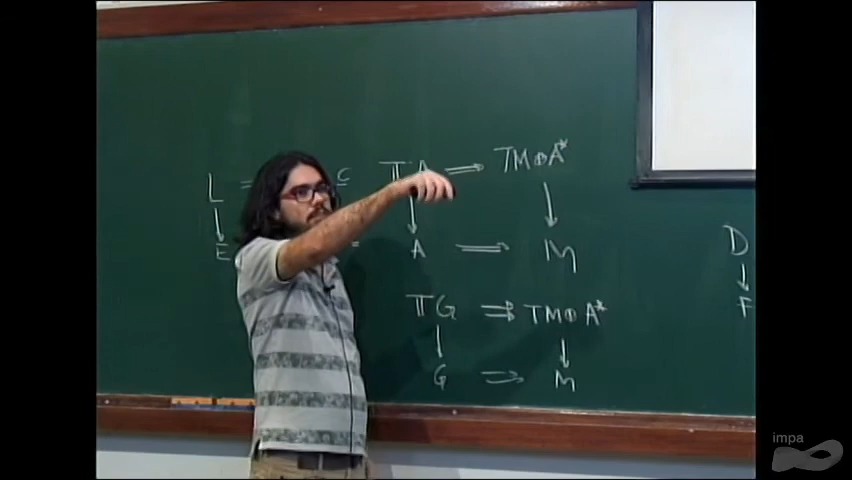 L = C 𝕋A ⇒ TM⊕A*
↓ ↓ ↓
E = A ⇒ M D
↓
𝕋G ⇒ TM⊕A* F
↓ ↓
G ⇒ M
impa